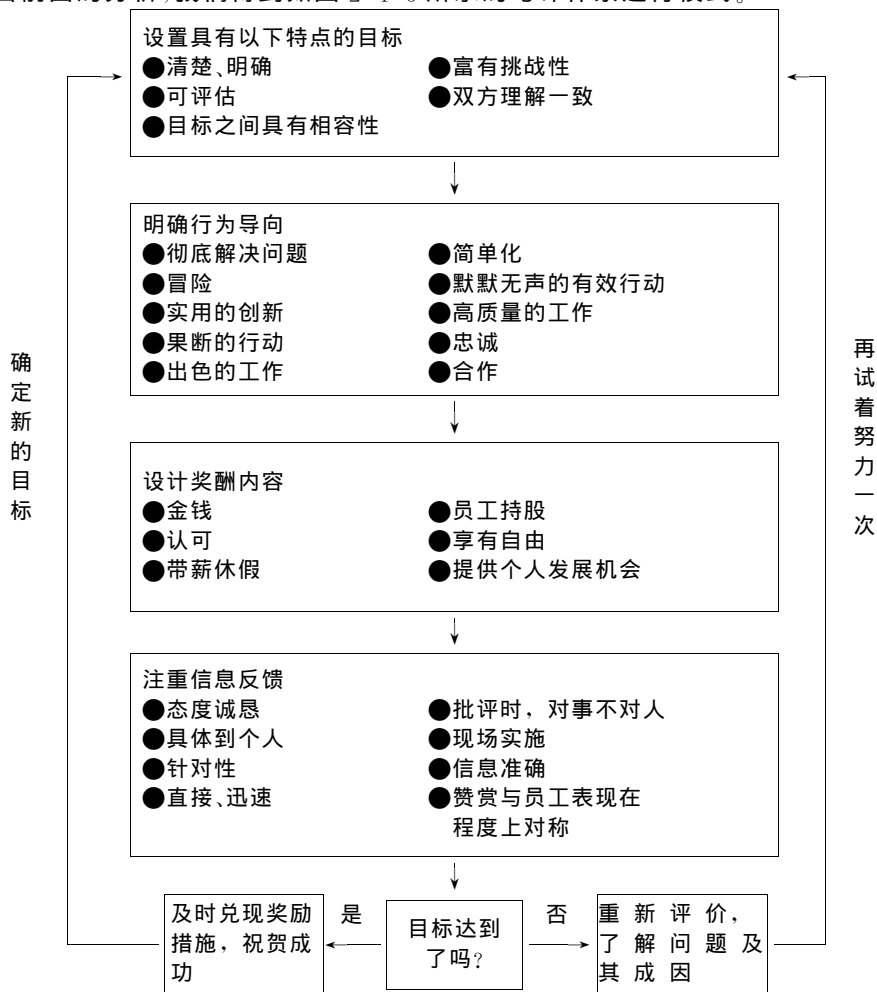 设置具有以下特点的目标
●清楚、明确 ●富有挑战性
●可评估 ●双方理解一致
●目标之间具有相容性
明确行为导向
●彻底解决问题 ●简单化
●冒险 ●默默无声的有效行动
●实用的创新 ●高质量的工作
●果断的行动 ●忠诚
●出色的工作 ●合作
确定新的目标
再试着努力一次
设计奖酬内容
●金钱 ●员工持股
●认可 ●享有自由
●带薪休假 ●提供个人发展机会
注重信息反馈
●态度诚恳 ●批评时，对事不对人
●具体到个人 ●现场实施
●针对性 ●信息准确
●直接、迅速 ●赞赏与员工表现在
程度上对称
及时兑现奖励
措施，祝贺成
功
是
目标达到
了吗？
否
重新评价，
了解问题及
其成因